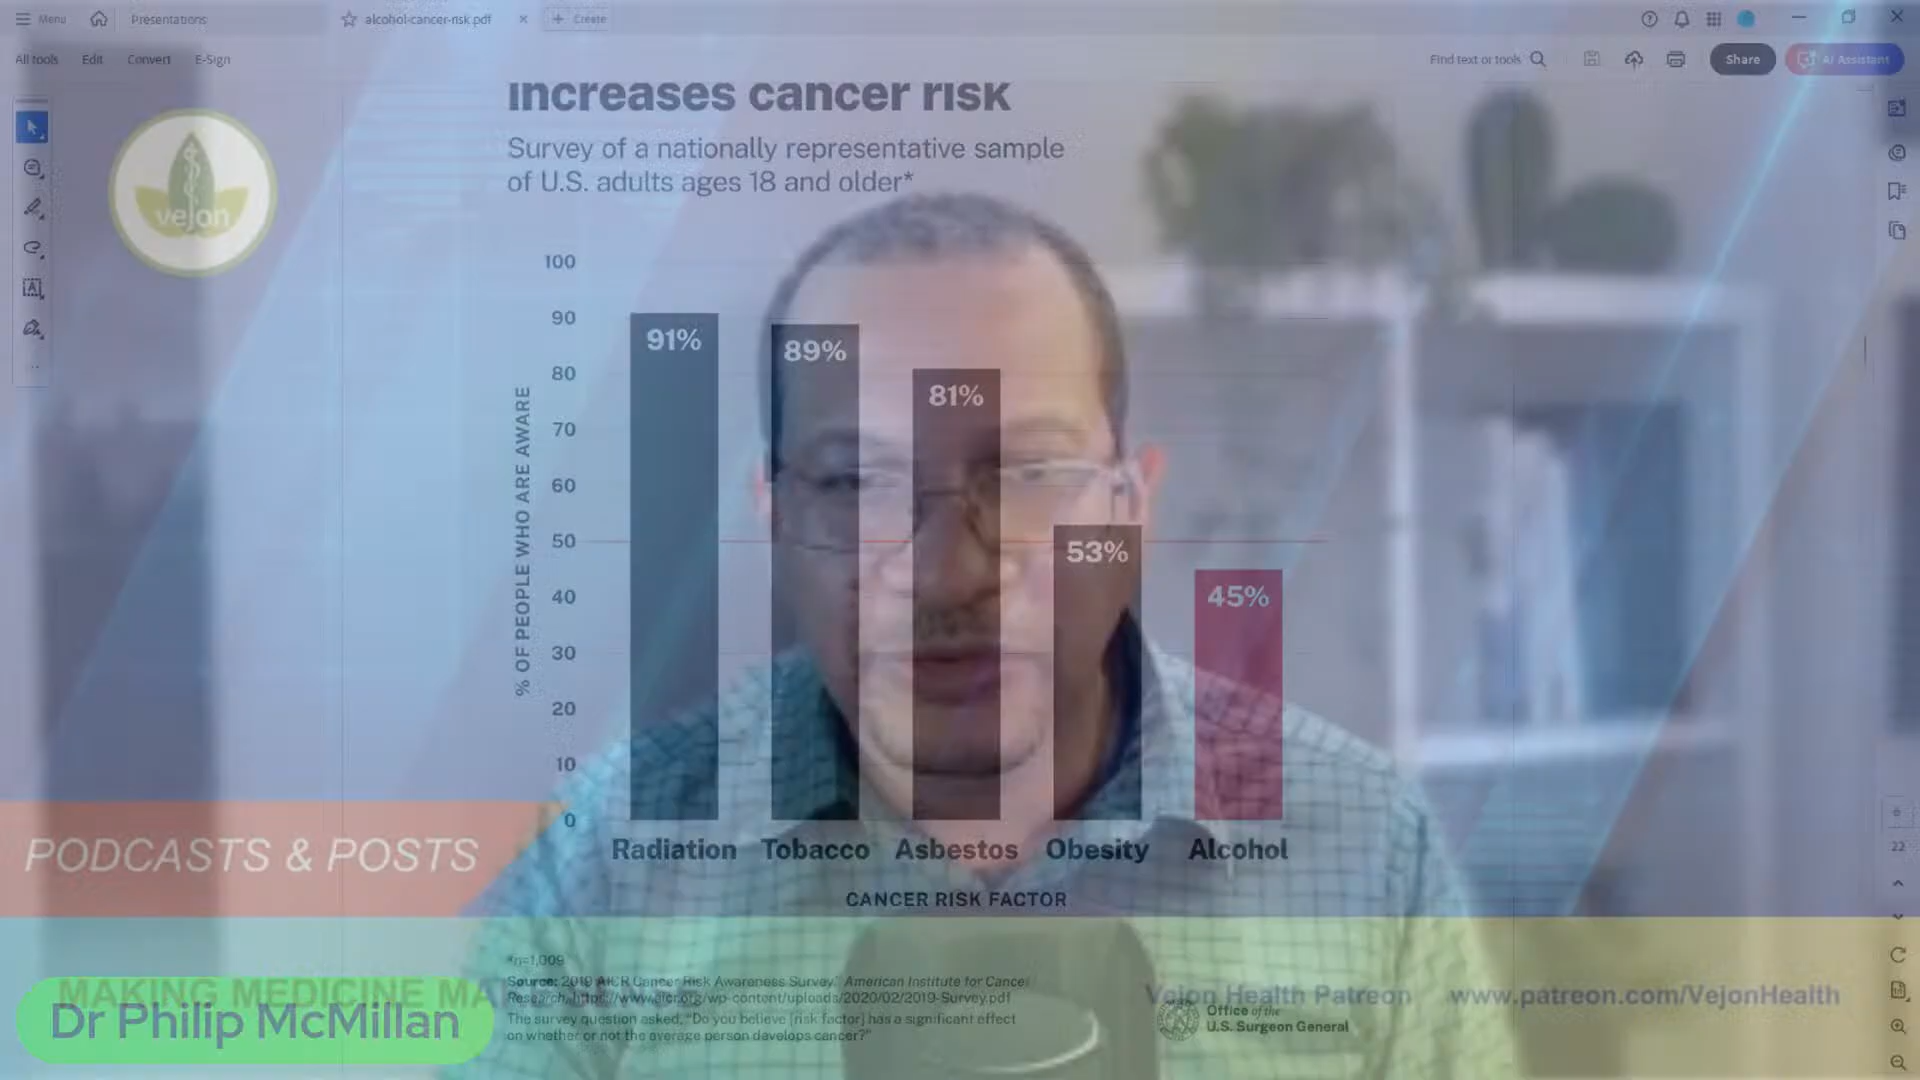 Menu
Presentations
alcohol-cancer-risk.pdf
Create
All tools
Edit
Convert
E-Sign
Find text or tools
Share
AI Assistant
increases cancer risk
Survey of a nationally representative sample
of U.S. adults ages 18 and older*
vejon
% OF PEOPLE WHO ARE AWARE
100
90
80
70
60
50
40
30
20
10
0
91%
89%
81%
53%
45%
Radiation
Tobacco
Asbestos
Obesity
Alcohol
CANCER RISK FACTOR
PODCASTS & POSTS
22
*n=1,009
Source: 2019 AICR Cancer Risk Awareness Survey." American Institute for Cancer
Research, https://www.aicr.org/wp-content/uploads/2020/02/2019-Survey.pdf
The survey question asked, "Do you believe [risk factor] has a significant effect
on whether or not the average person develops cancer?"
Office of the
U.S. Surgeon General
MAKING MEDICINE MA
Dr Philip McMillan
Vejon Health Patreon
www.patreon.com/VejonHealth